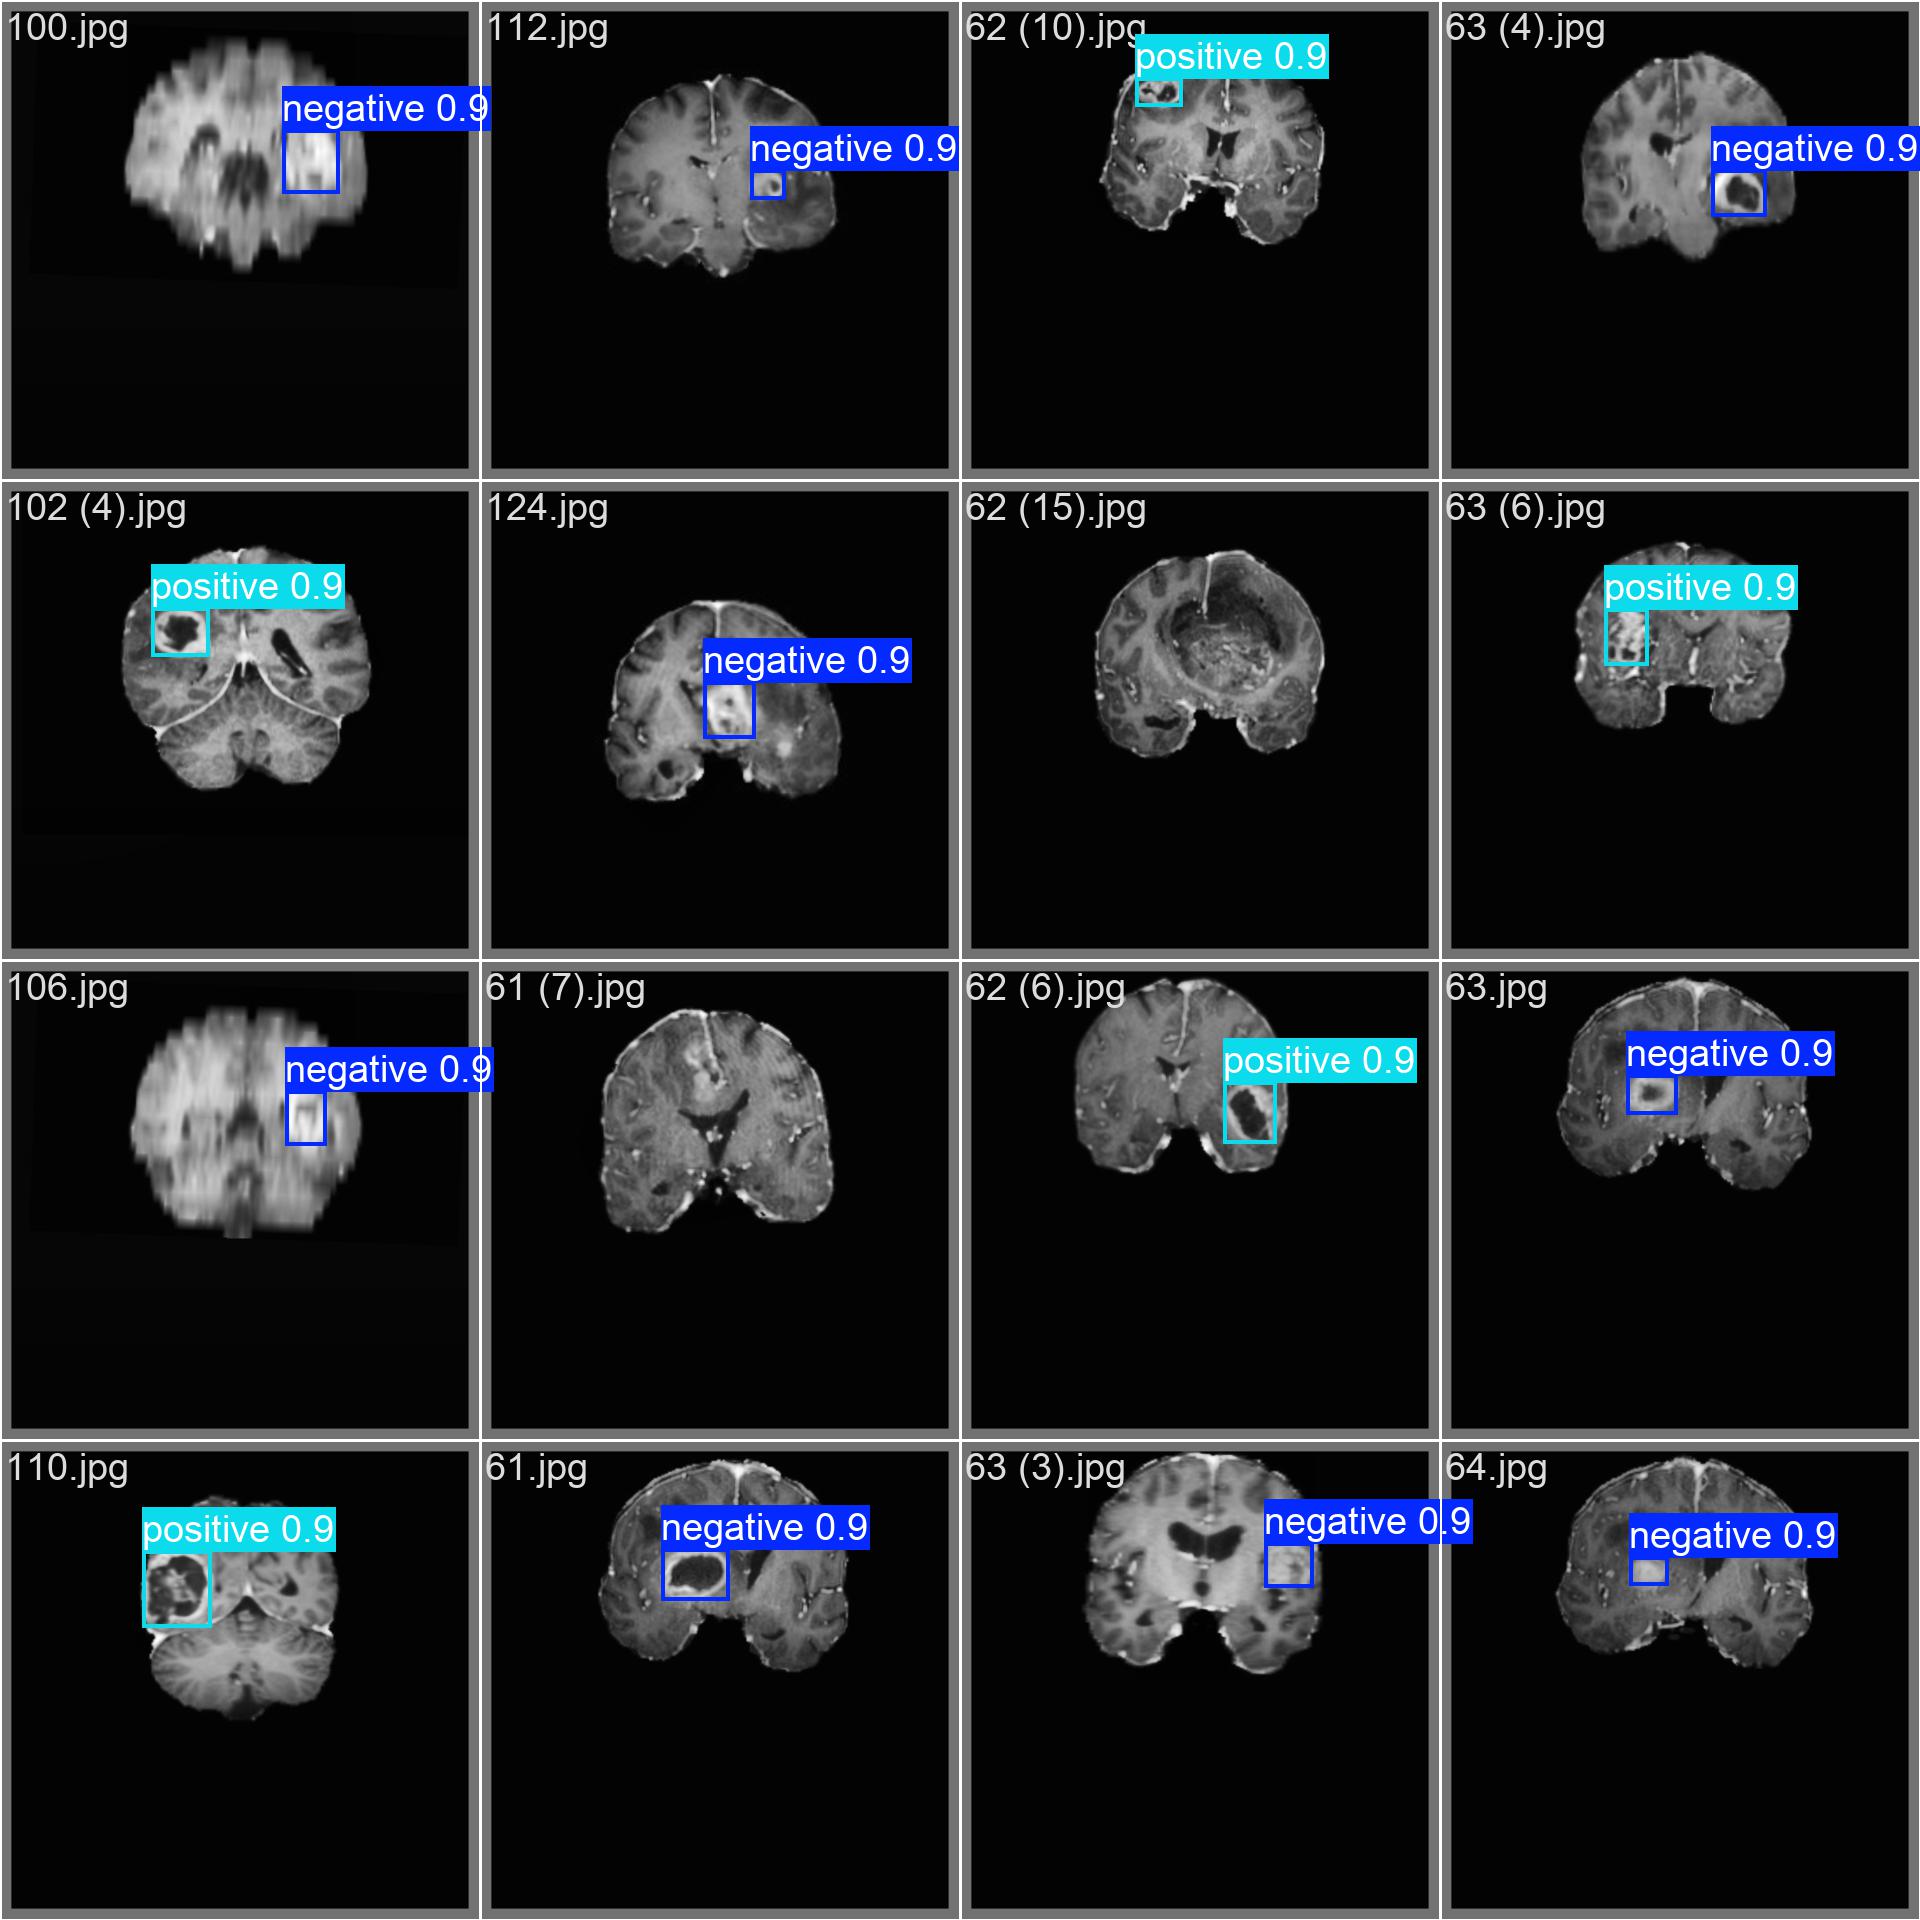 100.jpg
negative 0.9
112.jpg
negative 0.9
62 (10).jpg
positive 0.9
63 (4).jpg
negative 0.9
102 (4).jpg
positive 0.9
124.jpg
negative 0.9
62 (15).jpg
63 (6).jpg
positive 0.9
106.jpg
negative 0.9
61 (7).jpg
62 (6).jpg
positive 0.9
63.jpg
negative 0.9
110.jpg
positive 0.9
61.jpg
negative 0.9
63 (3).jpg
negative 0.9
64.jpg
negative 0.9